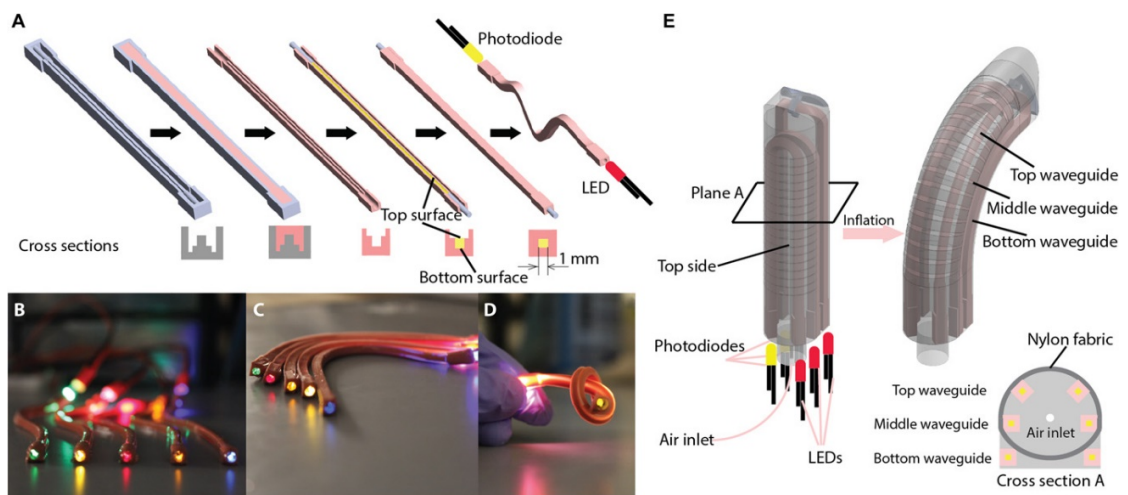 A
Photodiode
LED
Top surface
Cross sections
Bottom surface
1 mm
B
C
D
E
Plane A
Inflation
Top waveguide
Middle waveguide
Bottom waveguide
Top side
Photodiodes
Air inlet
LEDs
Nylon fabric
Top waveguide
Middle waveguide
Air inlet
Bottom waveguide
Cross section A